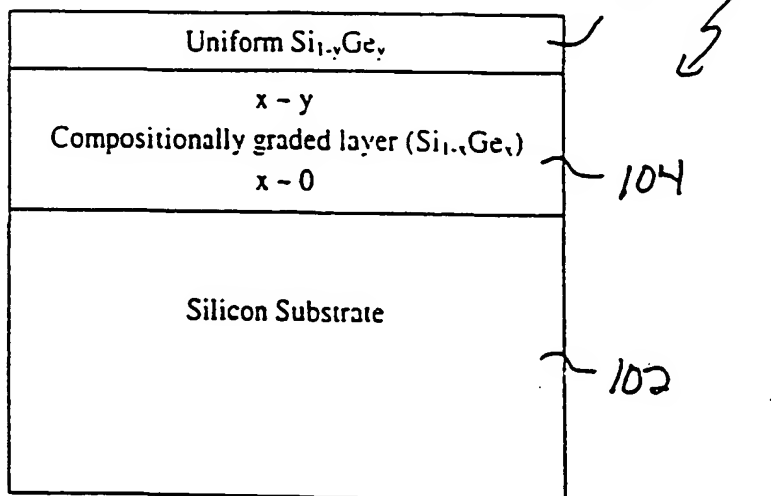 Uniform Si₁₋yGey
x ~ y
Compositionally graded layer (Si₁₋ₓGeₓ)
x ~ 0
104
Silicon Substrate
102